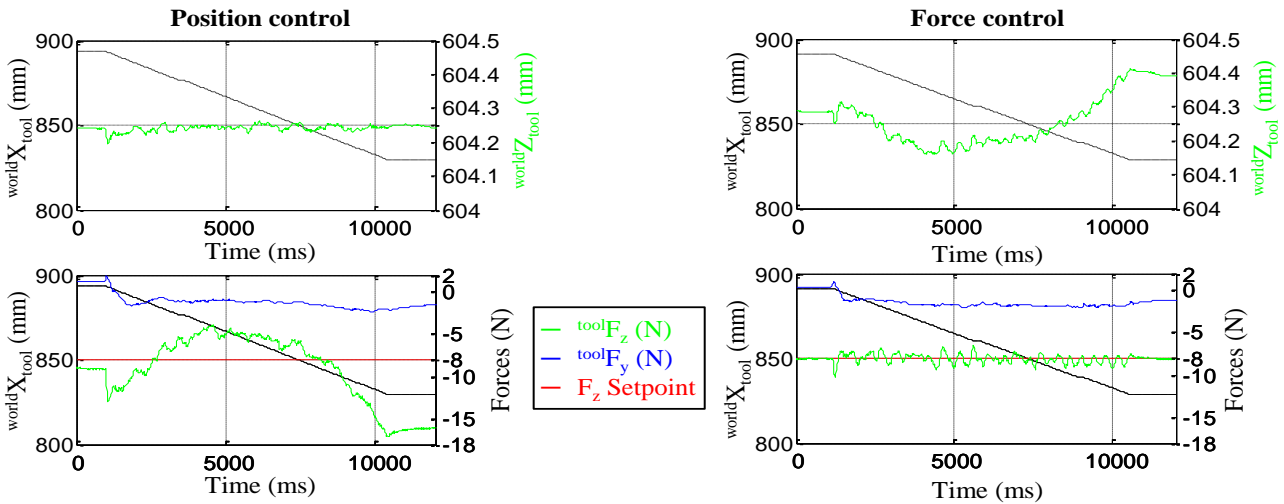 Position control
Force control
900
850
800
604.5
604.4
604.3
604.2
604.1
604
0
5000
10000
Time (ms)
worldXtool (mm)
worldZtool (mm)
900
850
800
604.5
604.4
604.3
604.2
604.1
604
0
5000
10000
Time (ms)
worldXtool (mm)
worldZtool (mm)
900
850
800
2
0
-5
-8
-10
-15
-18
0
5000
10000
Time (ms)
worldXtool (mm)
Forces (N)
toolFz (N)
toolFy (N)
Fz Setpoint
900
850
800
2
0
-5
-8
-10
-15
-18
0
5000
10000
Time (ms)
worldXtool (mm)
Forces (N)